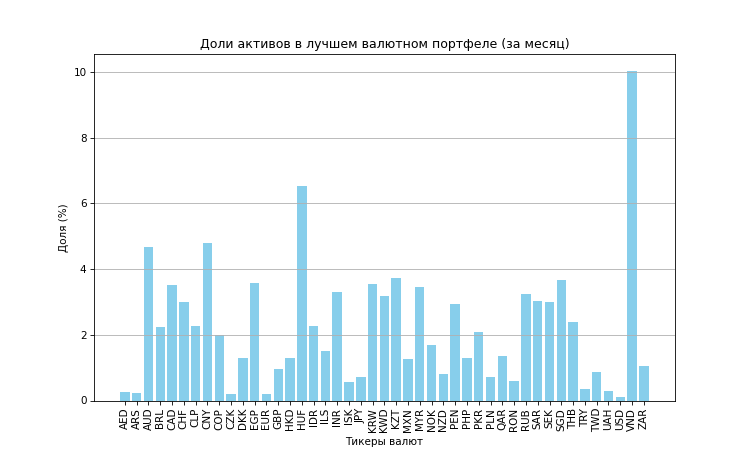 Доли активов в лучшем валютном портфеле (за месяц)
Доля (%)
10
8
6
4
2
0
AED ARS AUD BRL CAD CHF CLP CNY COP CZK DKK EGP EUR GBP HKD HUF IDR ILS INR ISK JPY KRW KWD KZT MXN MYR NOK NZD PEN PHP PKR PLN QAR RON RUB SAR SEK SGD THB TRY TWD UAH USD VND ZAR
Тикеры валют